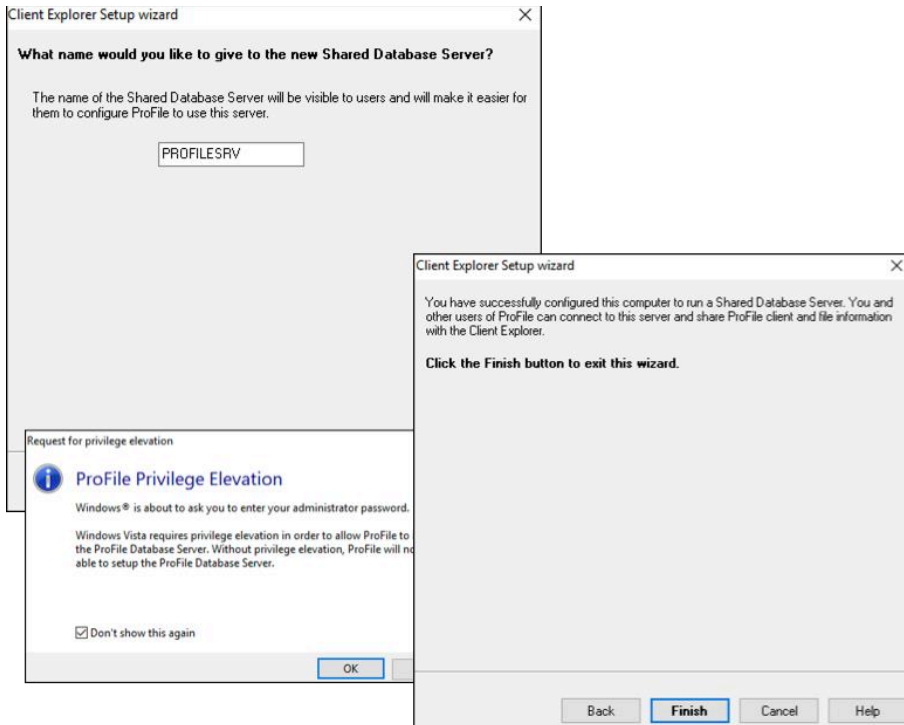 Client Explorer Setup wizard
What name would you like to give to the new Shared Database Server?
The name of the Shared Database Server will be visible to users and will make it easier for
them to configure ProFile to use this server.
PROFILESRV
Request for privilege elevation
ProFile Privilege Elevation
Windows® is about to ask you to enter your administrator password.
Windows Vista requires privilege elevation in order to allow ProFile to
the ProFile Database Server. Without privilege elevation, ProFile will
able to setup the ProFile Database Server.
Don't show this again
OK
Client Explorer Setup wizard
You have successfully configured this computer to run a Shared Database Server. You and
other users of ProFile can connect to this server and share ProFile client and file information
with the Client Explorer.
Click the Finish button to exit this wizard.
Back
Finish
Cancel
Help